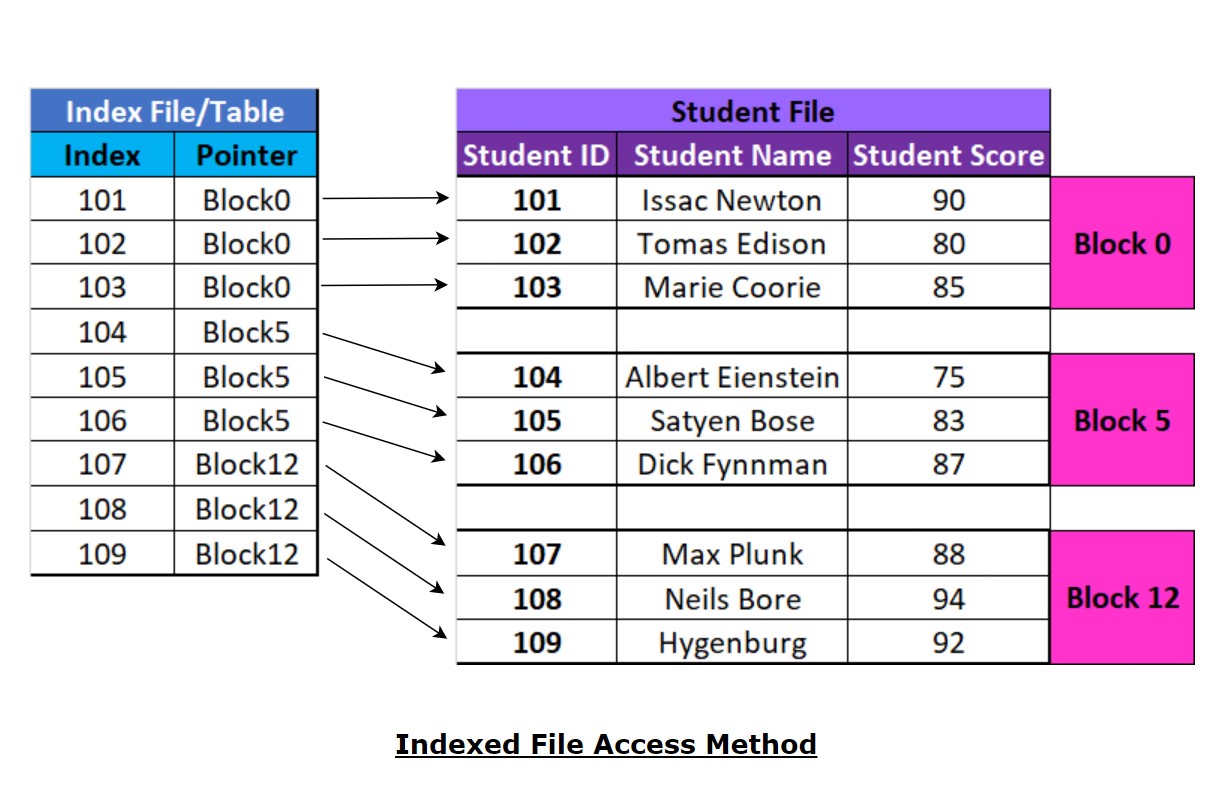 Index File/Table
Index Pointer
101 Block0
102 Block0
103 Block0
104 Block5
105 Block5
106 Block5
107 Block12
108 Block12
109 Block12
Student File
Student ID Student Name Student Score
101 Issac Newton 90
102 Tomas Edison 80
103 Marie Coorie 85
Block 0
104 Albert Eienstein 75
105 Satyen Bose 83
106 Dick Fynnman 87
Block 5
107 Max Plunk 88
108 Neils Bore 94
109 Hygenburg 92
Block 12
Indexed File Access Method